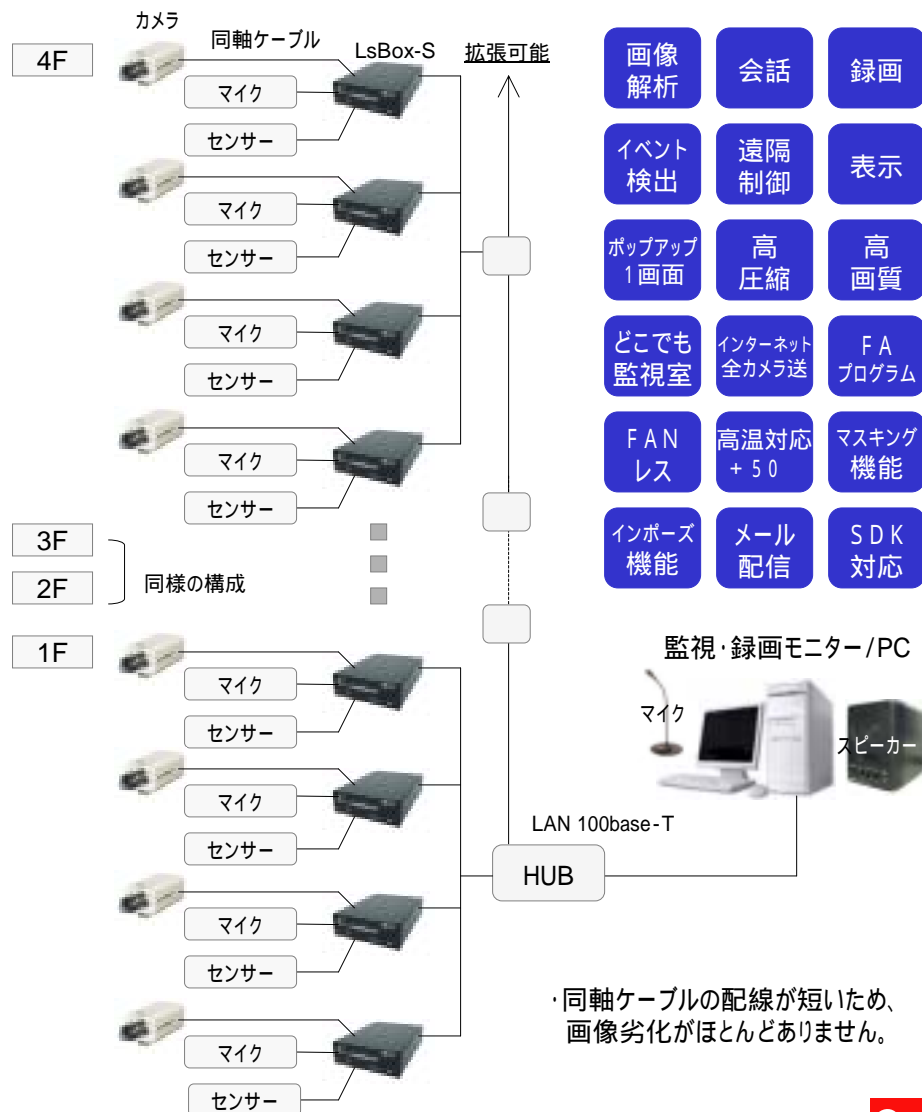 カメラ
4F
同軸ケーブル
LsBox-S
拡張可能
マイク
センサー
マイク
センサー
マイク
センサー
マイク
センサー
3F
2F
同様の構成
1F
マイク
センサー
マイク
センサー
マイク
センサー
マイク
センサー
画像
解析
会話
録画
イベント
検出
遠隔
制御
表示
ポップアップ
1画面
高
圧縮
高
画質
どこでも
監視室
インターネット
全カメラ送
FA
プログラム
FAN
レス
高温対応
+50
マスキング
機能
インポーズ
機能
メール
配信
SDK
対応
監視・録画モニター/PC
マイク
スピーカー
LAN 100base-T
HUB
・同軸ケーブルの配線が短いため、
画像劣化がほとんどありません。